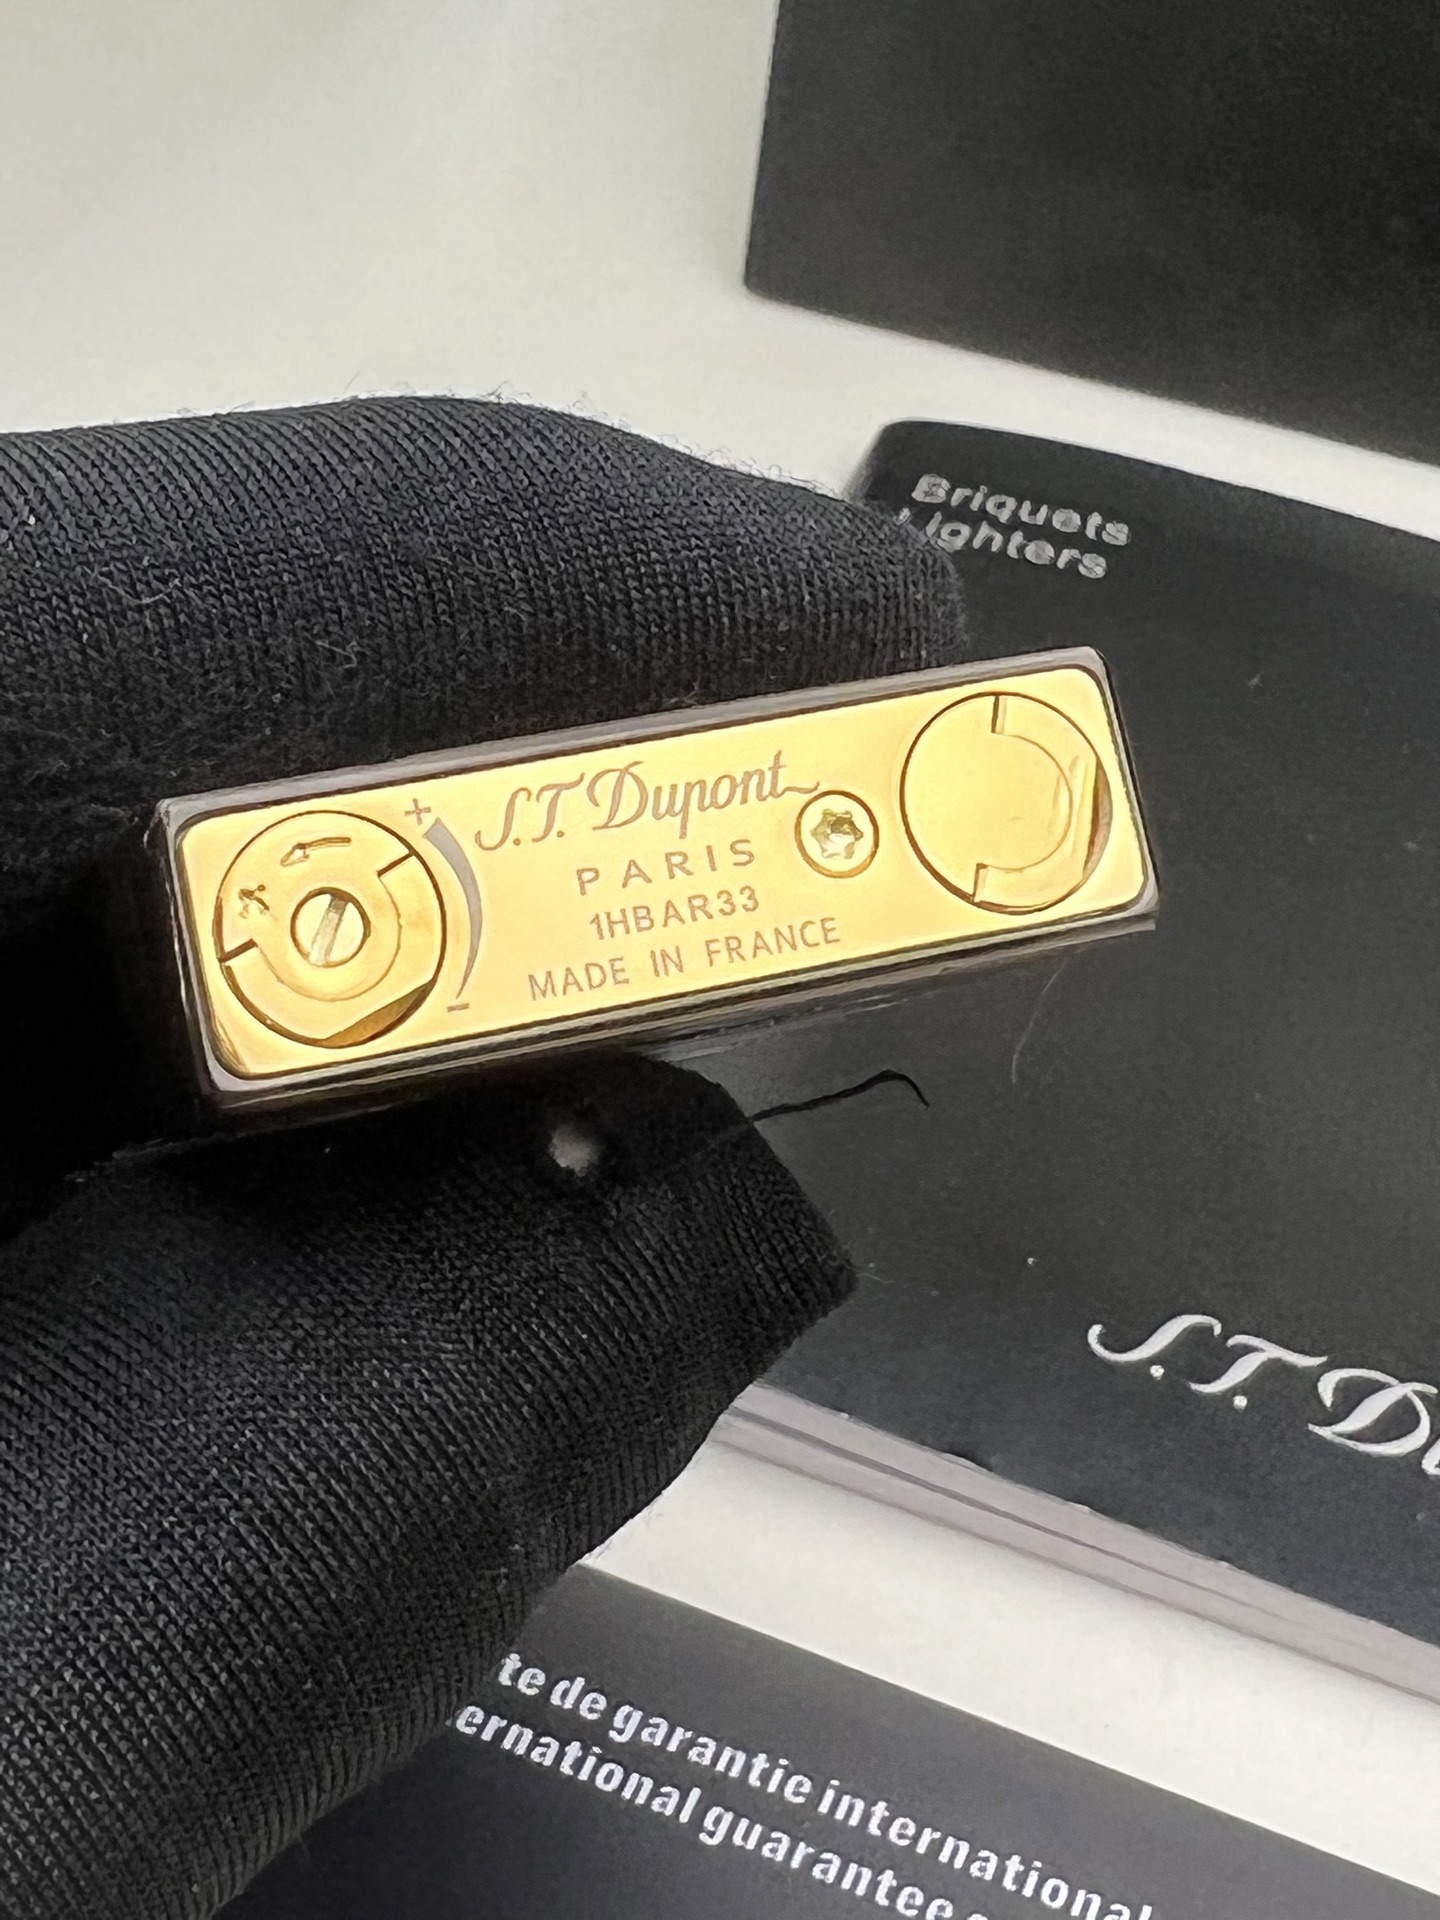 Briquets
Lighters
+
S.T. Dupont
PARIS
1HBAR33
MADE IN FRANCE
-
S.T. Du
te de garantie international
ernational guarantee